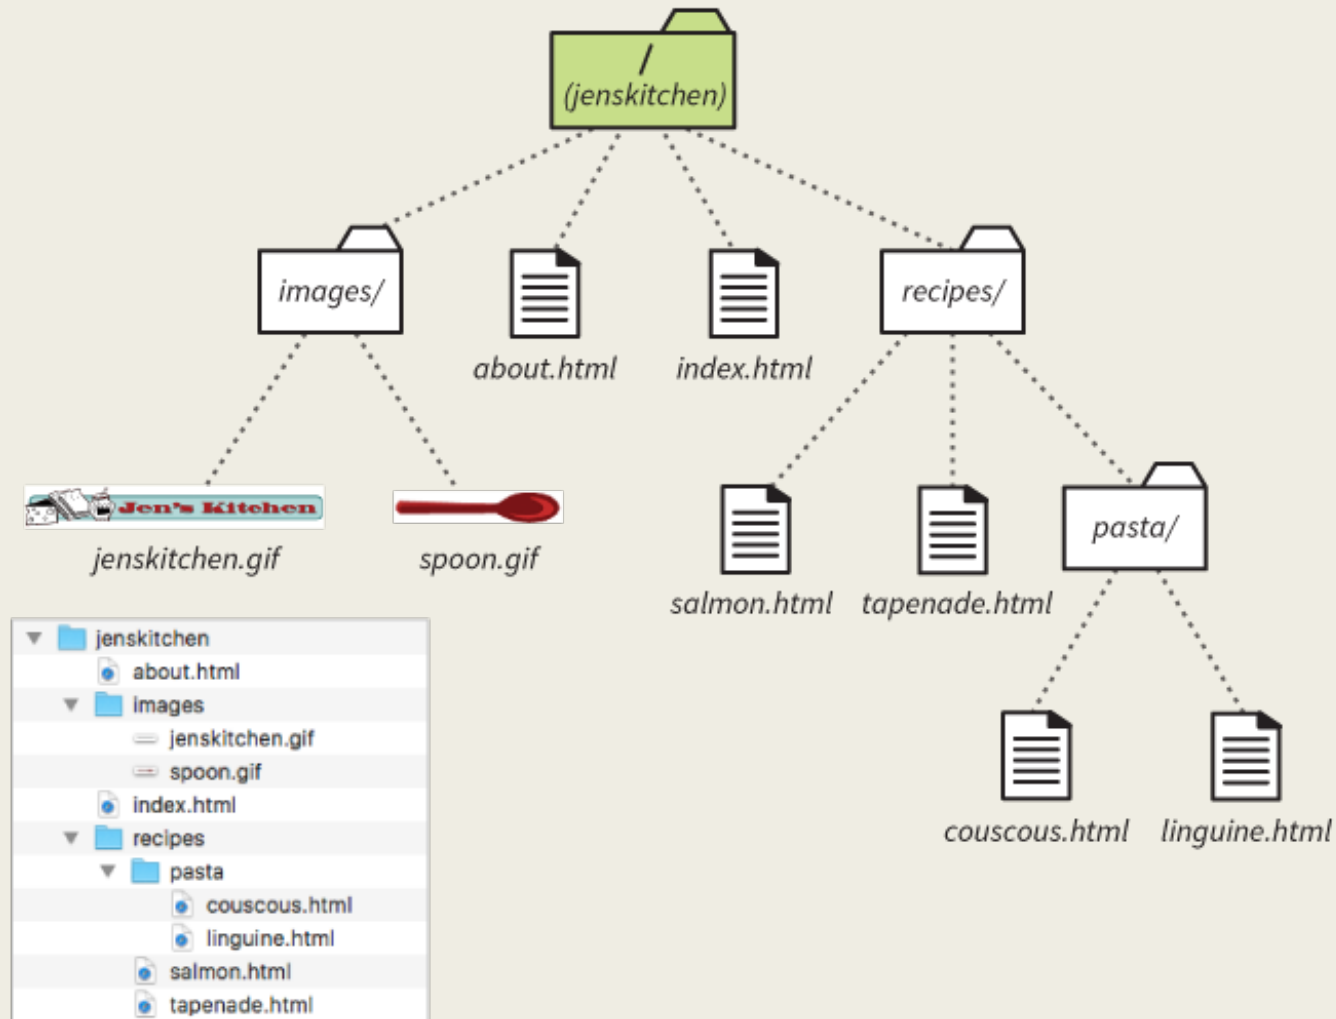 /
(jenskitchen)
images/
recipes/
about.html
index.html
Jen's Kitchen
jenskitchen.gif
spoon.gif
pasta/
salmon.html
tapenade.html
couscous.html
linguine.html
jenskitchen
about.html
images
jenskitchen.gif
spoon.gif
index.html
recipes
pasta
couscous.html
linguine.html
salmon.html
tapenade.html